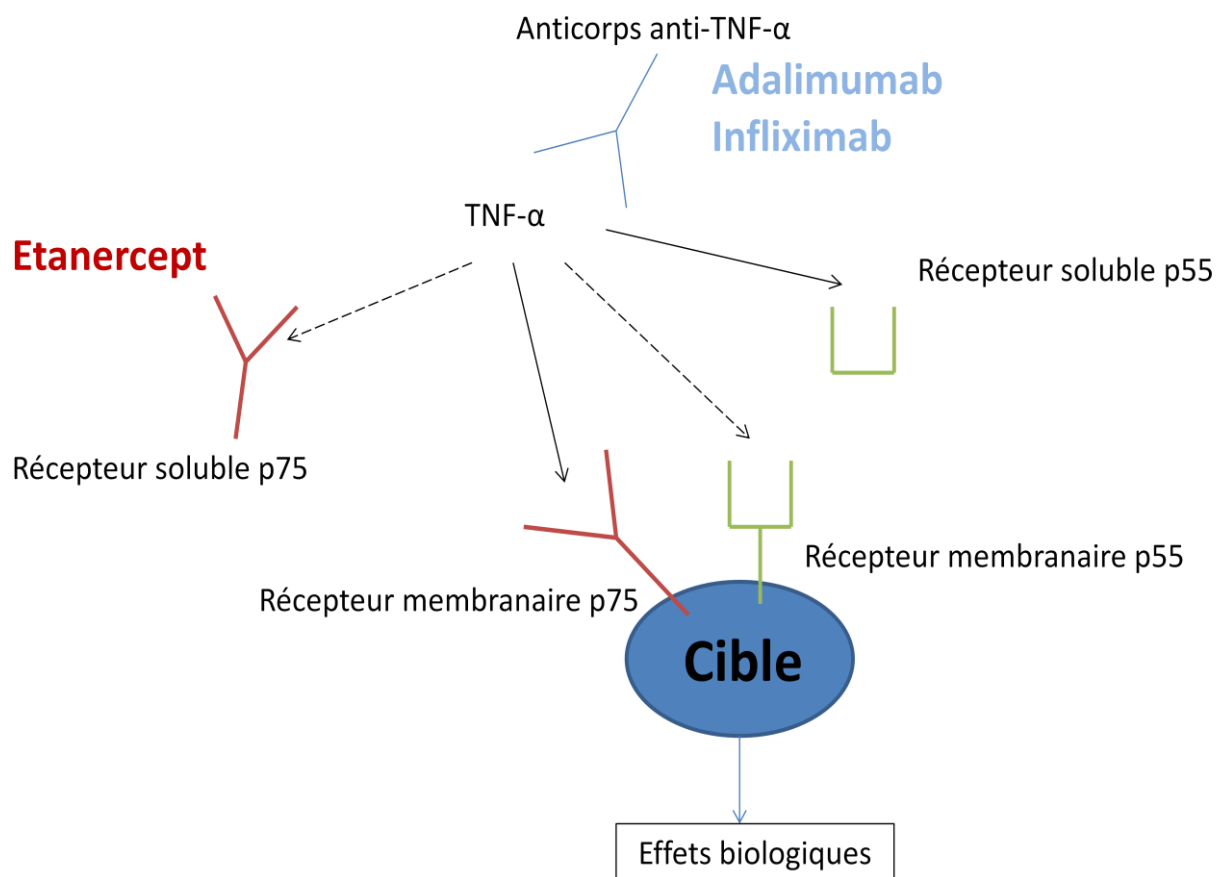 Anticorps anti-TNF-α
Adalimumab
Infliximab
TNF-α
Etanercept
Récepteur soluble p55
Récepteur soluble p75
Récepteur membranaire p55
Récepteur membranaire p75
Cible
Effets biologiques